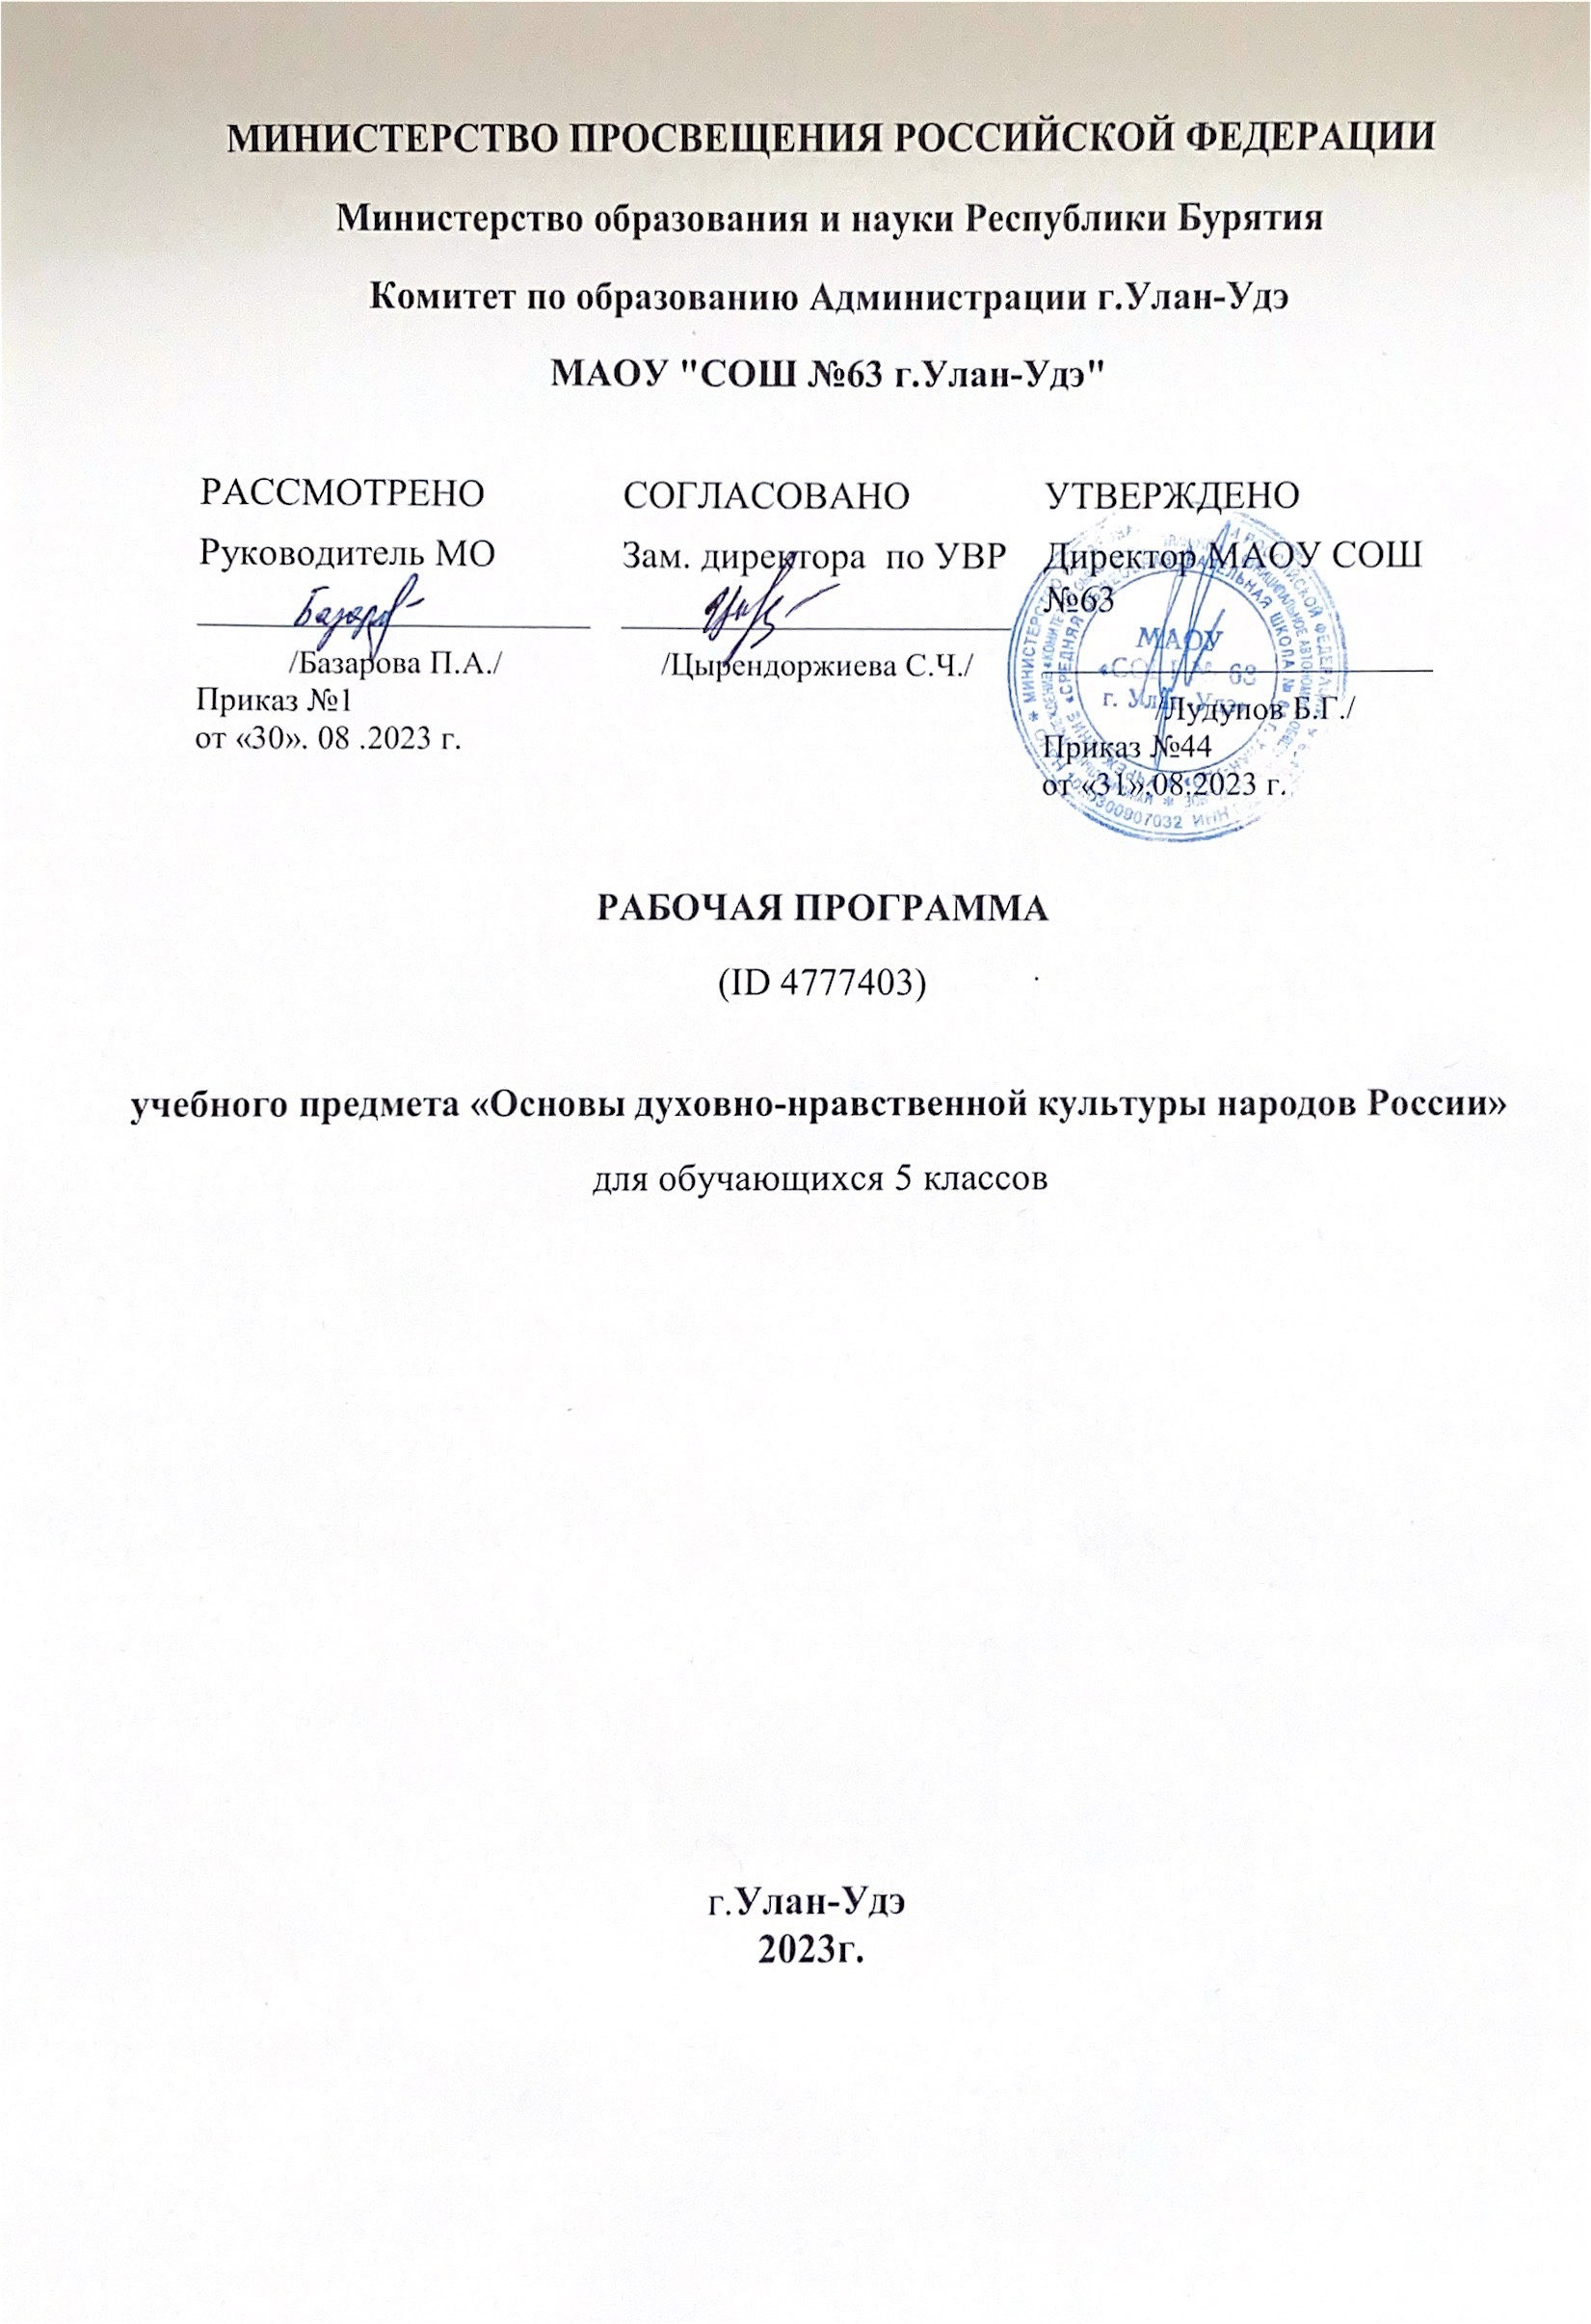 МИНИСТЕРСТВО ПРОСВЕЩЕНИЯ РОССИЙСКОЙ ФЕДЕРАЦИИ
Министерство образования и науки Республики Бурятия
Комитет по образованию Администрации г.Улан-Удэ
МАОУ "СОШ №63 г.Улан-Удэ"
РАССМОТРЕНО
Руководитель МО
Базаров
/Базарова П.А./
Приказ №1
от «30». 08 .2023 г.
СОГЛАСОВАНО
Зам. директора  по УВР
/Цырендоржиева С.Ч./
УТВЕРЖДЕНО
Директор МАОУ СОШ
№63
/Лудупов Б.Г./
Приказ №44
от «31».08.2023 г.
МАОУ
63
РАБОЧАЯ ПРОГРАММА
(ID 4777403)
учебного предмета «Основы духовно-нравственной культуры народов России»
для обучающихся 5 классов
г.Улан-Удэ
2023г.